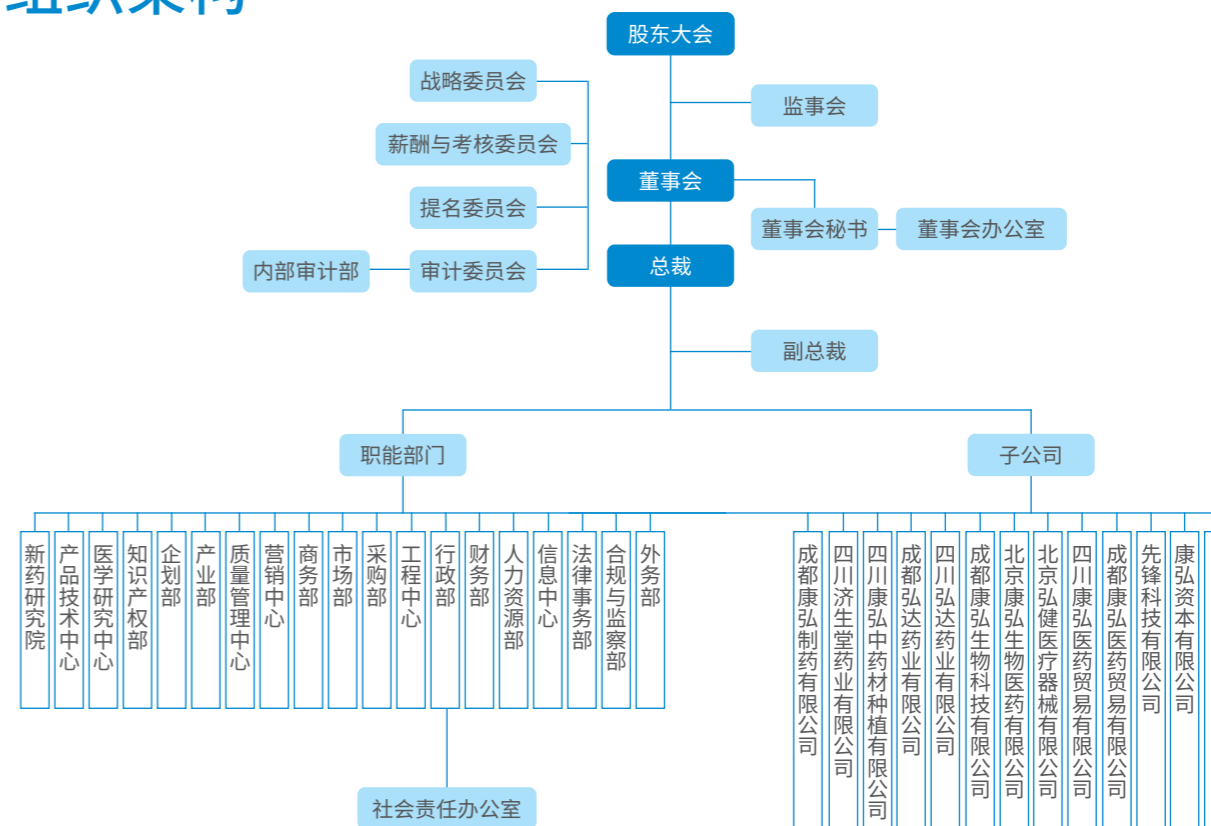 组织架构
股东大会
战略委员会
监事会
薪酬与考核委员会
董事会
提名委员会
董事会秘书
董事会办公室
内部审计部
审计委员会
总裁
副总裁
职能部门
子公司
新药研究院
产品技术中心
医学研究中心
知识产权部
企划部
产业部
质量管理中心
营销中心
商务部
市场部
采购部
工程中心
行政部
财务部
人力资源部
信息中心
法律事务部
合规与监察部
外务部
成都康弘制药有限公司
四川济生堂药业有限公司
四川康弘中药材种植有限公司
成都弘达药业有限公司
四川弘达药业有限公司
成都康弘生物科技有限公司
北京康弘生物医药有限公司
北京弘健医疗器械有限公司
四川康弘医药贸易有限公司
成都康弘医药贸易有限公司
先锋科技有限公司
康弘资本有限公司
社会责任办公室